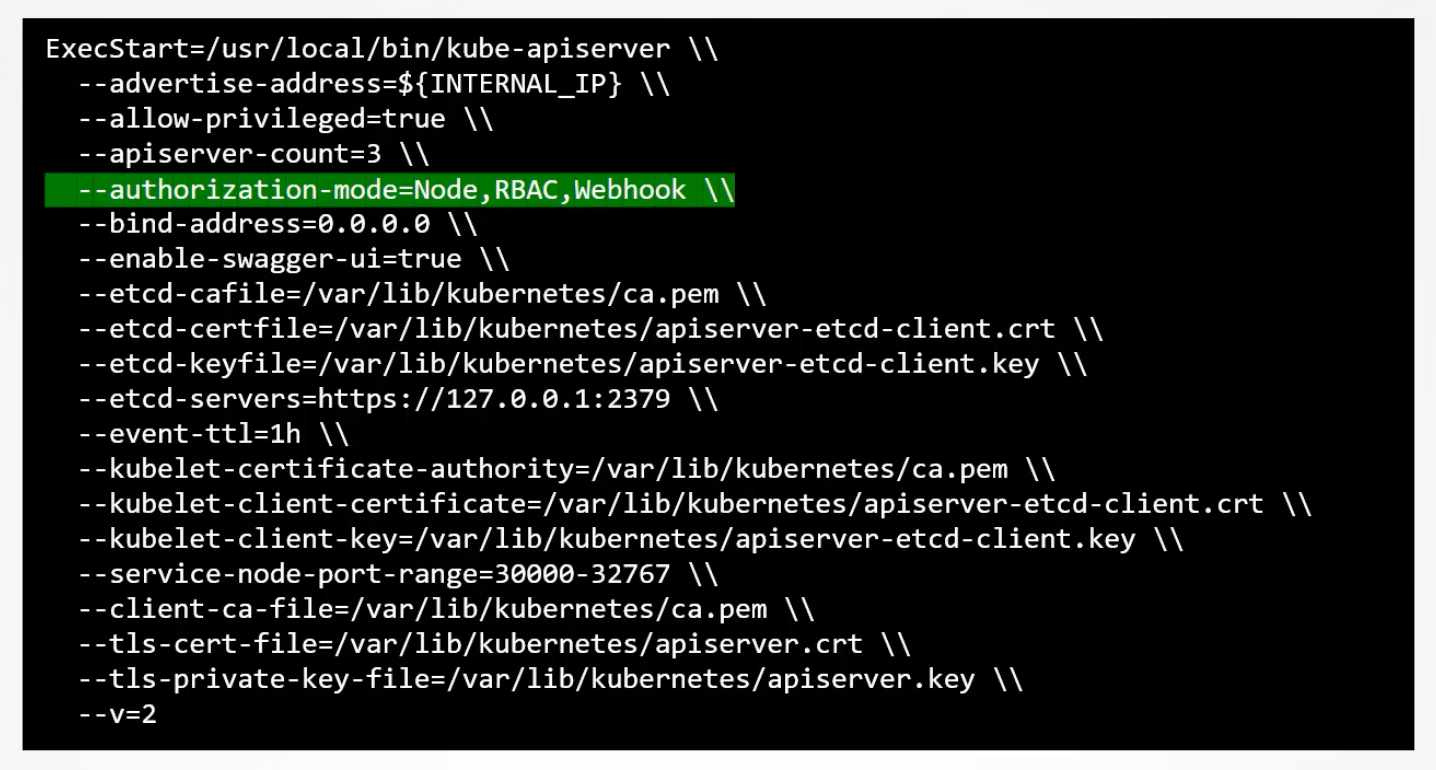 ExecStart=/usr/local/bin/kube-apiserver \\
--advertise-address=${INTERNAL_IP} \\
--allow-privileged=true \\
--apiserver-count=3 \\
--authorization-mode=Node,RBAC,Webhook \\
--bind-address=0.0.0.0 \\
--enable-swagger-ui=true \\
--etcd-cafile=/var/lib/kubernetes/ca.pem \\
--etcd-certfile=/var/lib/kubernetes/apiserver-etcd-client.crt \\
--etcd-keyfile=/var/lib/kubernetes/apiserver-etcd-client.key \\
--etcd-servers=https://127.0.0.1:2379 \\
--event-ttl=1h \\
--kubelet-certificate-authority=/var/lib/kubernetes/ca.pem \\
--kubelet-client-certificate=/var/lib/kubernetes/apiserver-etcd-client.crt \\
--kubelet-client-key=/var/lib/kubernetes/apiserver-etcd-client.key \\
--service-node-port-range=30000-32767 \\
--client-ca-file=/var/lib/kubernetes/ca.pem \\
--tls-cert-file=/var/lib/kubernetes/apiserver.crt \\
--tls-private-key-file=/var/lib/kubernetes/apiserver.key \\
--v=2